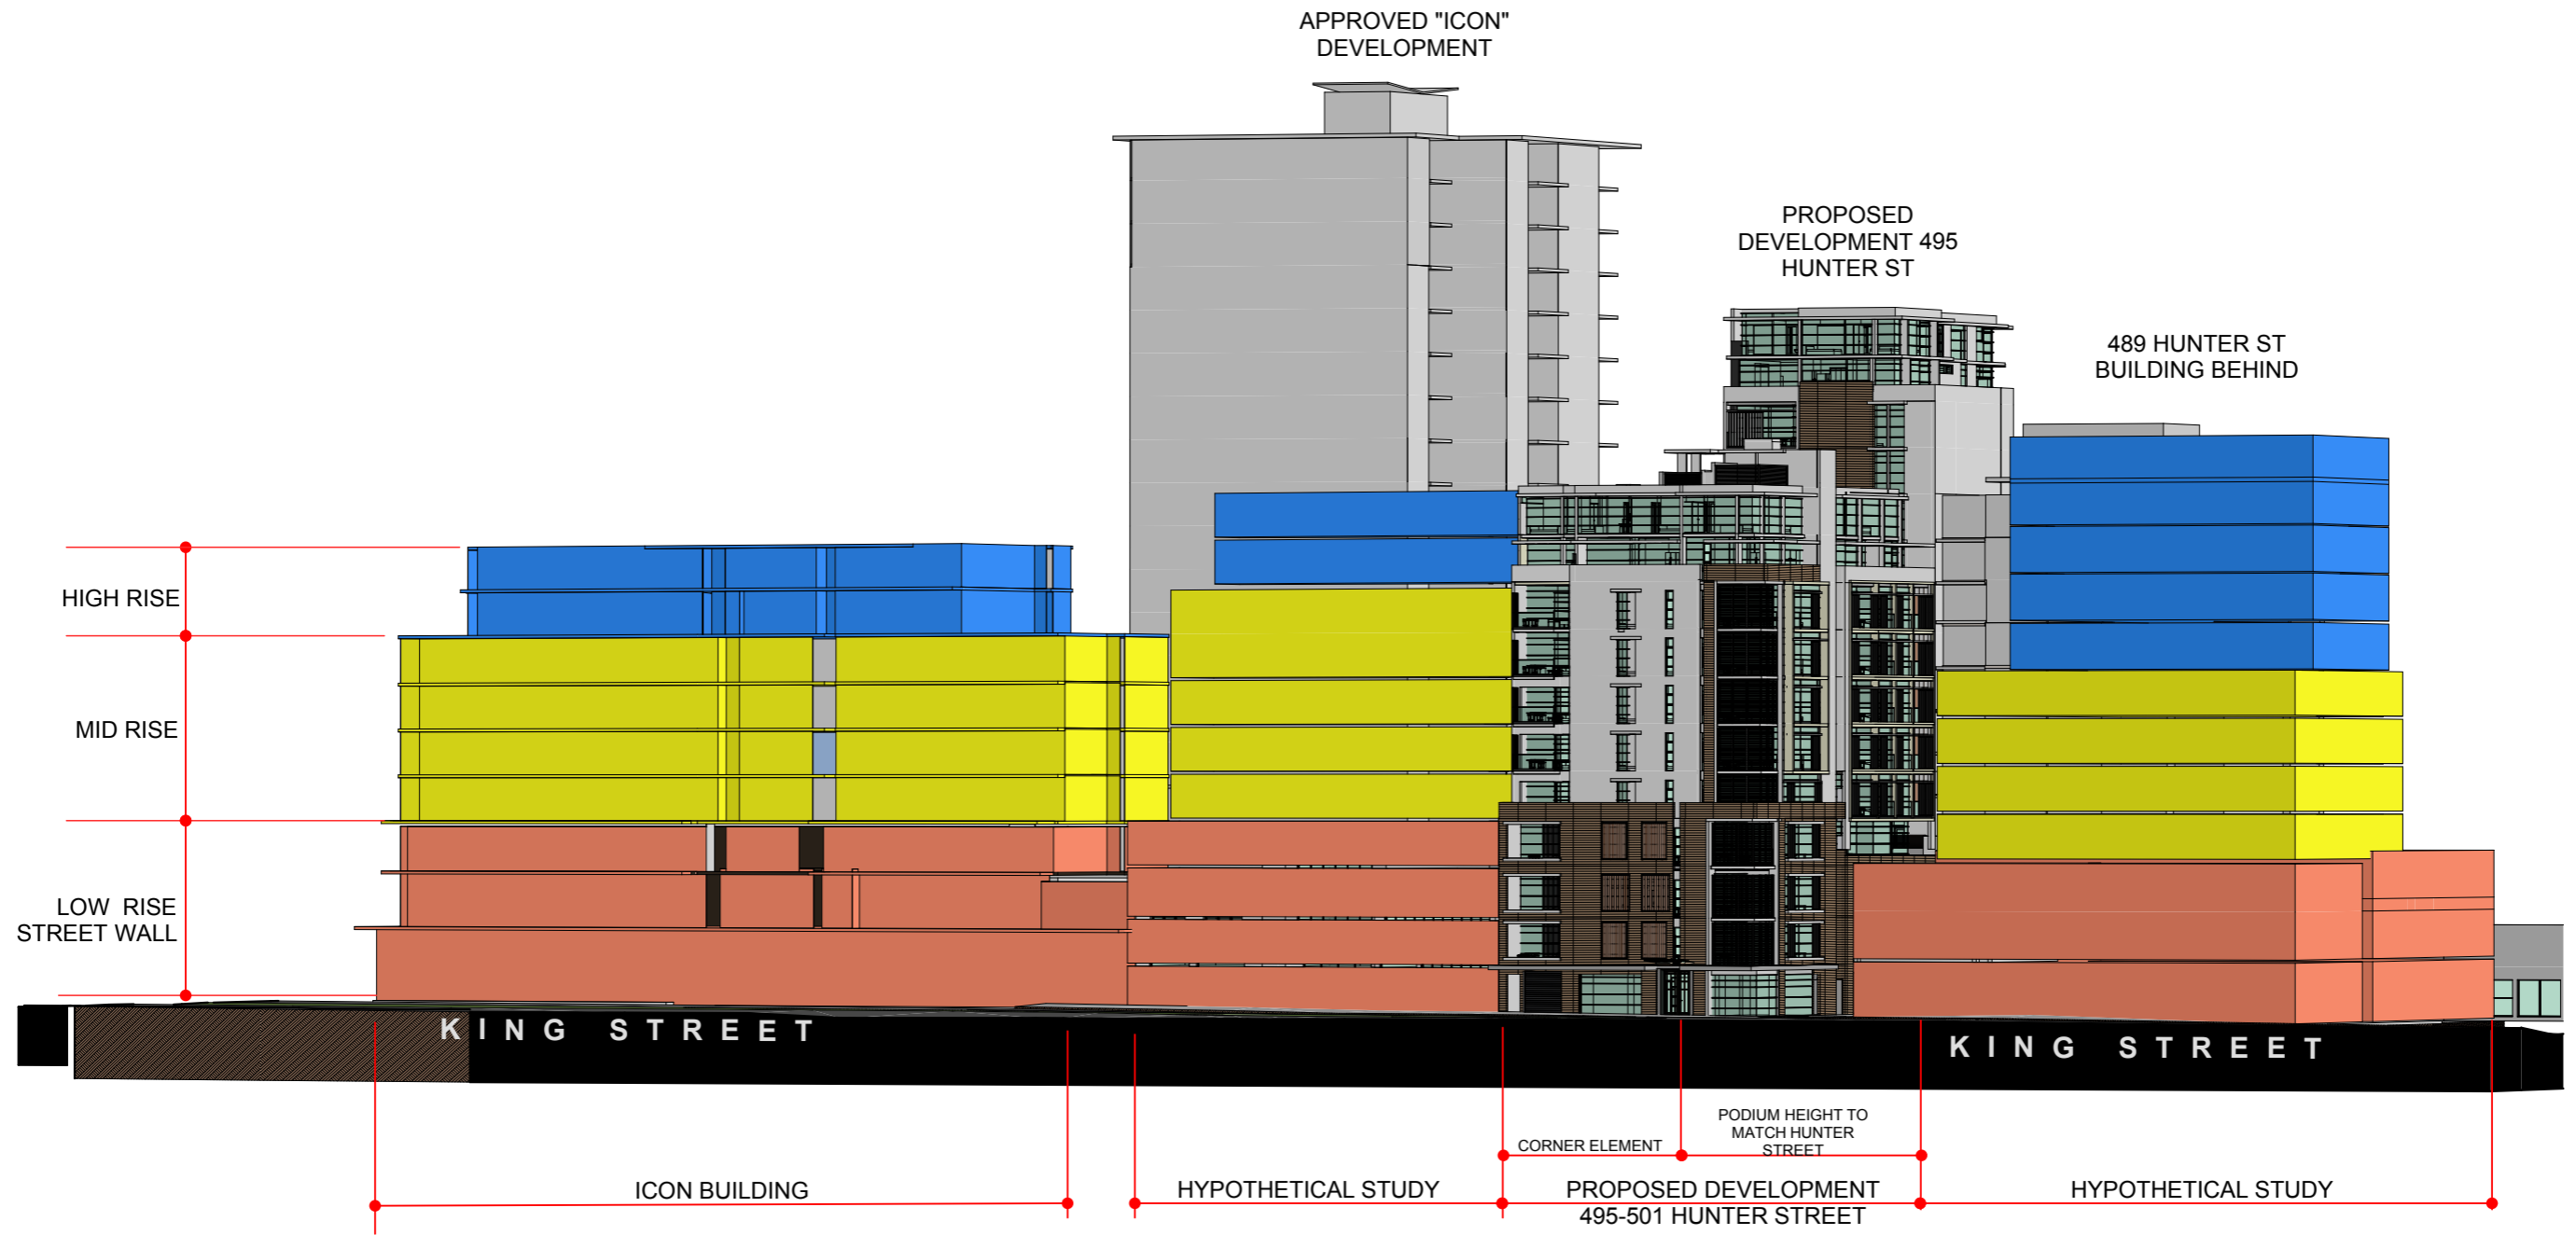 APPROVED "ICON"
DEVELOPMENT
PROPOSED
DEVELOPMENT 495
HUNTER ST
489 HUNTER ST
BUILDING BEHIND
HIGH RISE
MID RISE
LOW RISE
STREET WALL
KING STREET
KING STREET
CORNER ELEMENT
PODIUM HEIGHT TO
MATCH HUNTER
STREET
ICON BUILDING
HYPOTHETICAL STUDY
PROPOSED DEVELOPMENT
495-501 HUNTER STREET
HYPOTHETICAL STUDY